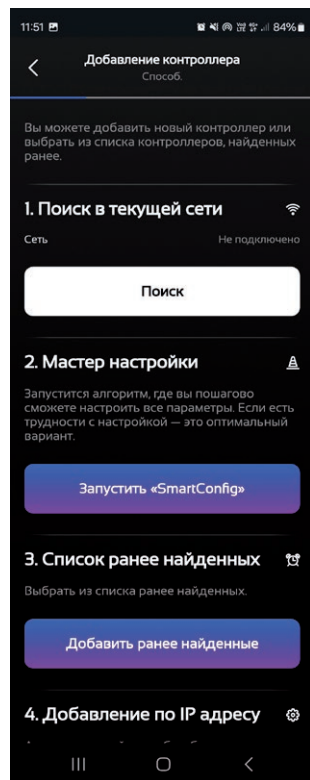 11:51 84%
Добавление контроллера
Способ.
Вы можете добавить новый контроллер или
выбрать из списка контроллеров, найденных
ранее.
1. Поиск в текущей сети
Сеть Не подключено
Поиск
2. Мастер настройки
Запустится алгоритм, где вы пошагово
сможете настроить все параметры. Если есть
трудности с настройкой — это оптимальный
вариант.
Запустить «SmartConfig»
3. Список ранее найденных
Выбрать из списка ранее найденных.
Добавить ранее найденные
4. Добавление по IP адресу